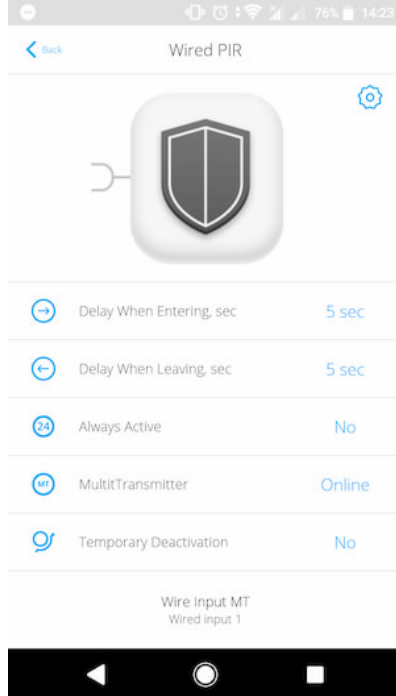 76% 14:23
Back Wired PIR
Delay When Entering, sec 5 sec
Delay When Leaving, sec 5 sec
24 Always Active No
MT MultitTransmitter Online
Temporary Deactivation No
Wire Input MT
Wired input 1